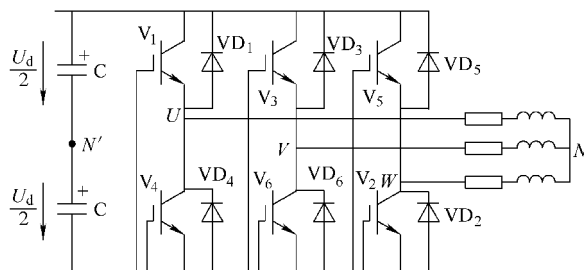 V₁ VD₁ VD₃
U_d/2 + C V₃ V₅ VD₅
U
N' V N
V₄ VD₄ V₆ VD₆ V₂ W
U_d/2 + C VD₂